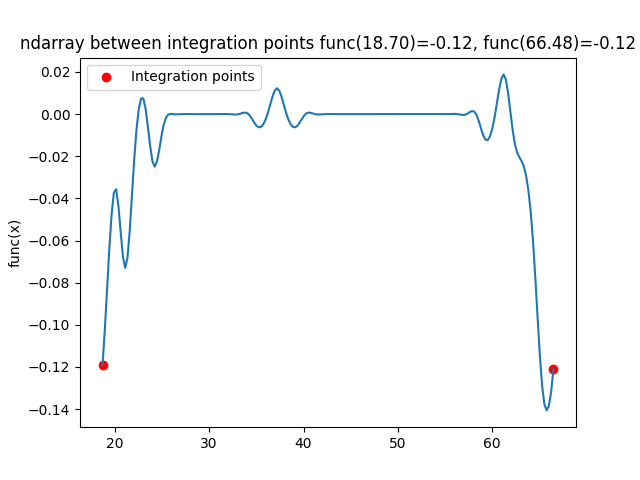 ndarray between integration points func(18.70)=-0.12, func(66.48)=-0.12
Integration points
func(x)
0.02
0.00
−0.02
−0.04
−0.06
−0.08
−0.10
−0.12
−0.14
20 30 40 50 60